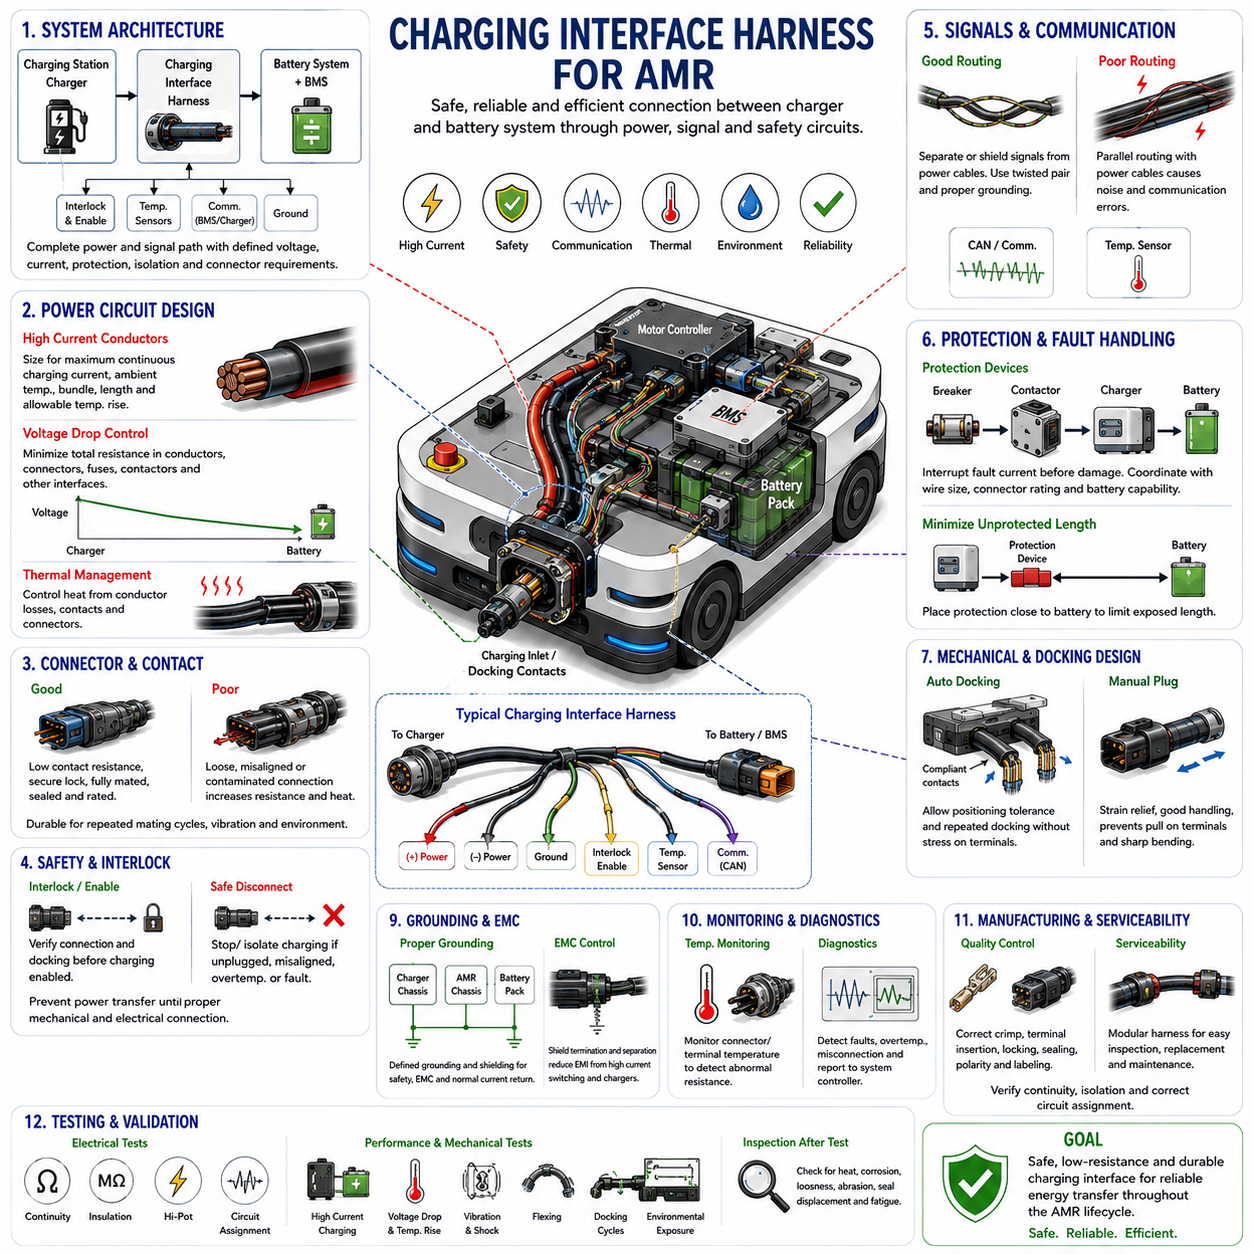 CHARGING INTERFACE HARNESS
FOR AMR
Safe, reliable and efficient connection between charger
and battery system through power, signal and safety circuits.
High Current
Safety
Communication
Thermal
Environment
Reliability
1. SYSTEM ARCHITECTURE
Charging Station
Charger
Charging
Interface
Harness
Battery System
+ BMS
Interlock
& Enable
Temp.
Sensors
Comm.
(BMS/Charger)
Ground
Complete power and signal path with defined voltage,
current, protection, isolation and connector requirements.
2. POWER CIRCUIT DESIGN
High Current Conductors
Size for maximum continuous
charging current, ambient
temp., bundle, length and
allowable temp. rise.
Voltage Drop Control
Minimize total resistance in conductors,
connectors, fuses, contactors and
other interfaces.
Voltage
Charger
Battery
Thermal Management
Control heat from conductor
losses, contacts and
connectors.
3. CONNECTOR & CONTACT
Good
Low contact resistance,
secure lock, fully mated,
sealed and rated.
Poor
Loose, misaligned or
contaminated connection
increases resistance and heat.
Durable for repeated mating cycles, vibration and environment.
4. SAFETY & INTERLOCK
Interlock / Enable
Verify connection and
docking before charging
enabled.
Safe Disconnect
Stop/ isolate charging if
unplugged, misaligned,
overtemp. or fault.
Prevent power transfer until proper
mechanical and electrical connection.
Motor Controller
BMS
Battery
Pack
Charging Inlet /
Docking Contacts
Typical Charging Interface Harness
To Charger
To Battery / BMS
(+) Power
(−) Power
Ground
Interlock
Enable
Temp.
Sensor
Comm.
(CAN)
5. SIGNALS & COMMUNICATION
Good Routing
Separate or shield signals from
power cables. Use twisted pair
and proper grounding.
Poor Routing
Parallel routing with
power cables causes
noise and communication
errors.
CAN / Comm.
Temp. Sensor
6. PROTECTION & FAULT HANDLING
Protection Devices
Breaker
Contactor
Charger
Battery
Interrupt fault current before damage. Coordinate with
wire size, connector rating and battery capability.
Minimize Unprotected Length
Protection
Device
Battery
Place protection close to battery to limit exposed length.
7. MECHANICAL & DOCKING DESIGN
Auto Docking
Compliant
contacts
Allow positioning tolerance
and repeated docking without
stress on terminals.
Manual Plug
Strain relief, good handling,
prevents pull on terminals
and sharp bending.
9. GROUNDING & EMC
Proper Grounding
Charger
Chassis
AMR
Chassis
Battery
Pack
Defined grounding and shielding for
safety, EMC and normal current return.
EMC Control
Shield termination and separation
reduce EMI from high current
switching and chargers.
10. MONITORING & DIAGNOSTICS
Temp. Monitoring
Monitor connector/
terminal temperature
to detect abnormal
resistance.
Diagnostics
Detect faults, overtemp.,
misconnection and
report to system
controller.
11. MANUFACTURING & SERVICEABILITY
Quality Control
Correct crimp, terminal
insertion, locking, sealing,
polarity and labeling.
Serviceability
Modular harness for easy
inspection, replacement
and maintenance.
Verify continuity, isolation and correct
circuit assignment.
12. TESTING & VALIDATION
Electrical Tests
Ω
MΩ
Continuity
Insulation
Hi-Pot
Circuit
Assignment
Performance & Mechanical Tests
High Current
Charging
Voltage Drop
& Temp. Rise
Vibration
& Shock
Flexing
Docking
Cycles
Environmental
Exposure
Inspection After Test
Check for heat, corrosion,
loosness, abrasion, seal
displacement and fatigue.
GOAL
Safe, low-resistance and durable
charging interface for reliable
energy transfer throughout
the AMR lifecycle.
Safe. Reliable. Efficient.